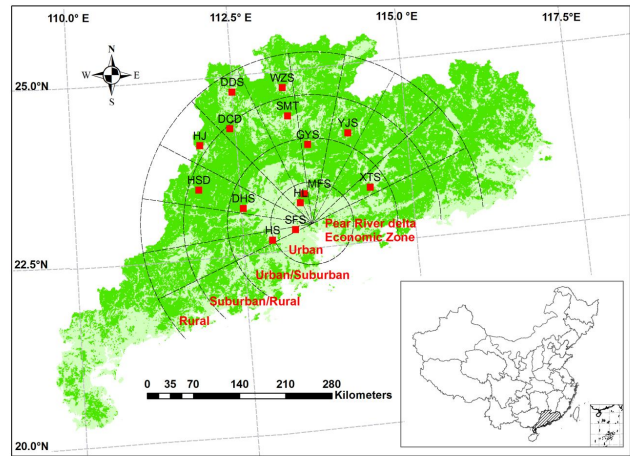 110.0 °E
112.5 °E
115.0 °E
117.5°E
25.0°N
22.5°N
20.0°N
N
W E
S
DDS
WZS
SMT
DCD
GYS
YJS
HJ
HSD
XTS
DHS
MFS
HL
SFS
HS
Pear River delta
Economic Zone
Urban
Urban/Suburban
Suburban/Rural
Rural
0 35 70 140 210 280
Kilometers